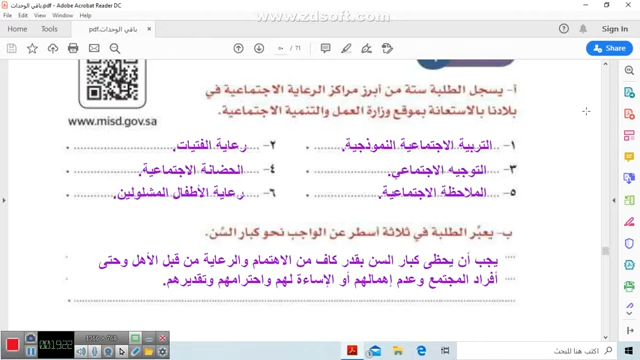 www.zdsoft.com
باقي الوحدات.pdf - Adobe Acrobat Reader DC
File Edit View Window Help
Home Tools باقي الوحدات.pdf × Sign In
/ 71 Share
أ- يسجل الطلبة ستة من أبرز مراكز الرعاية الاجتماعية في
بلادنا بالاستعانة بموقع وزارة العمل والتنمية الاجتماعية.
www.misd.gov.sa
١- التربية الاجتماعية النموذجية. ٢- رعاية الفتيات.
٣- التوجيه الاجتماعي. ٤- الحضانة الاجتماعية.
٥- الملاحظة الاجتماعية. ٦- رعاية الأطفال المشلولين.
ب- يعبِّر الطلبة في ثلاثة أسطر عن الواجب نحو كبار السّن.
يجب أن يحظى كبار السن بقدر كاف من الاهتمام والرعاية من قبل الأهل وحتى
أفراد المجتمع وعدم إهمالهم أو الإساءة لهم واحترامهم وتقديرهم.
00:19:22 1366 × 768
اكتب هنا للبحث